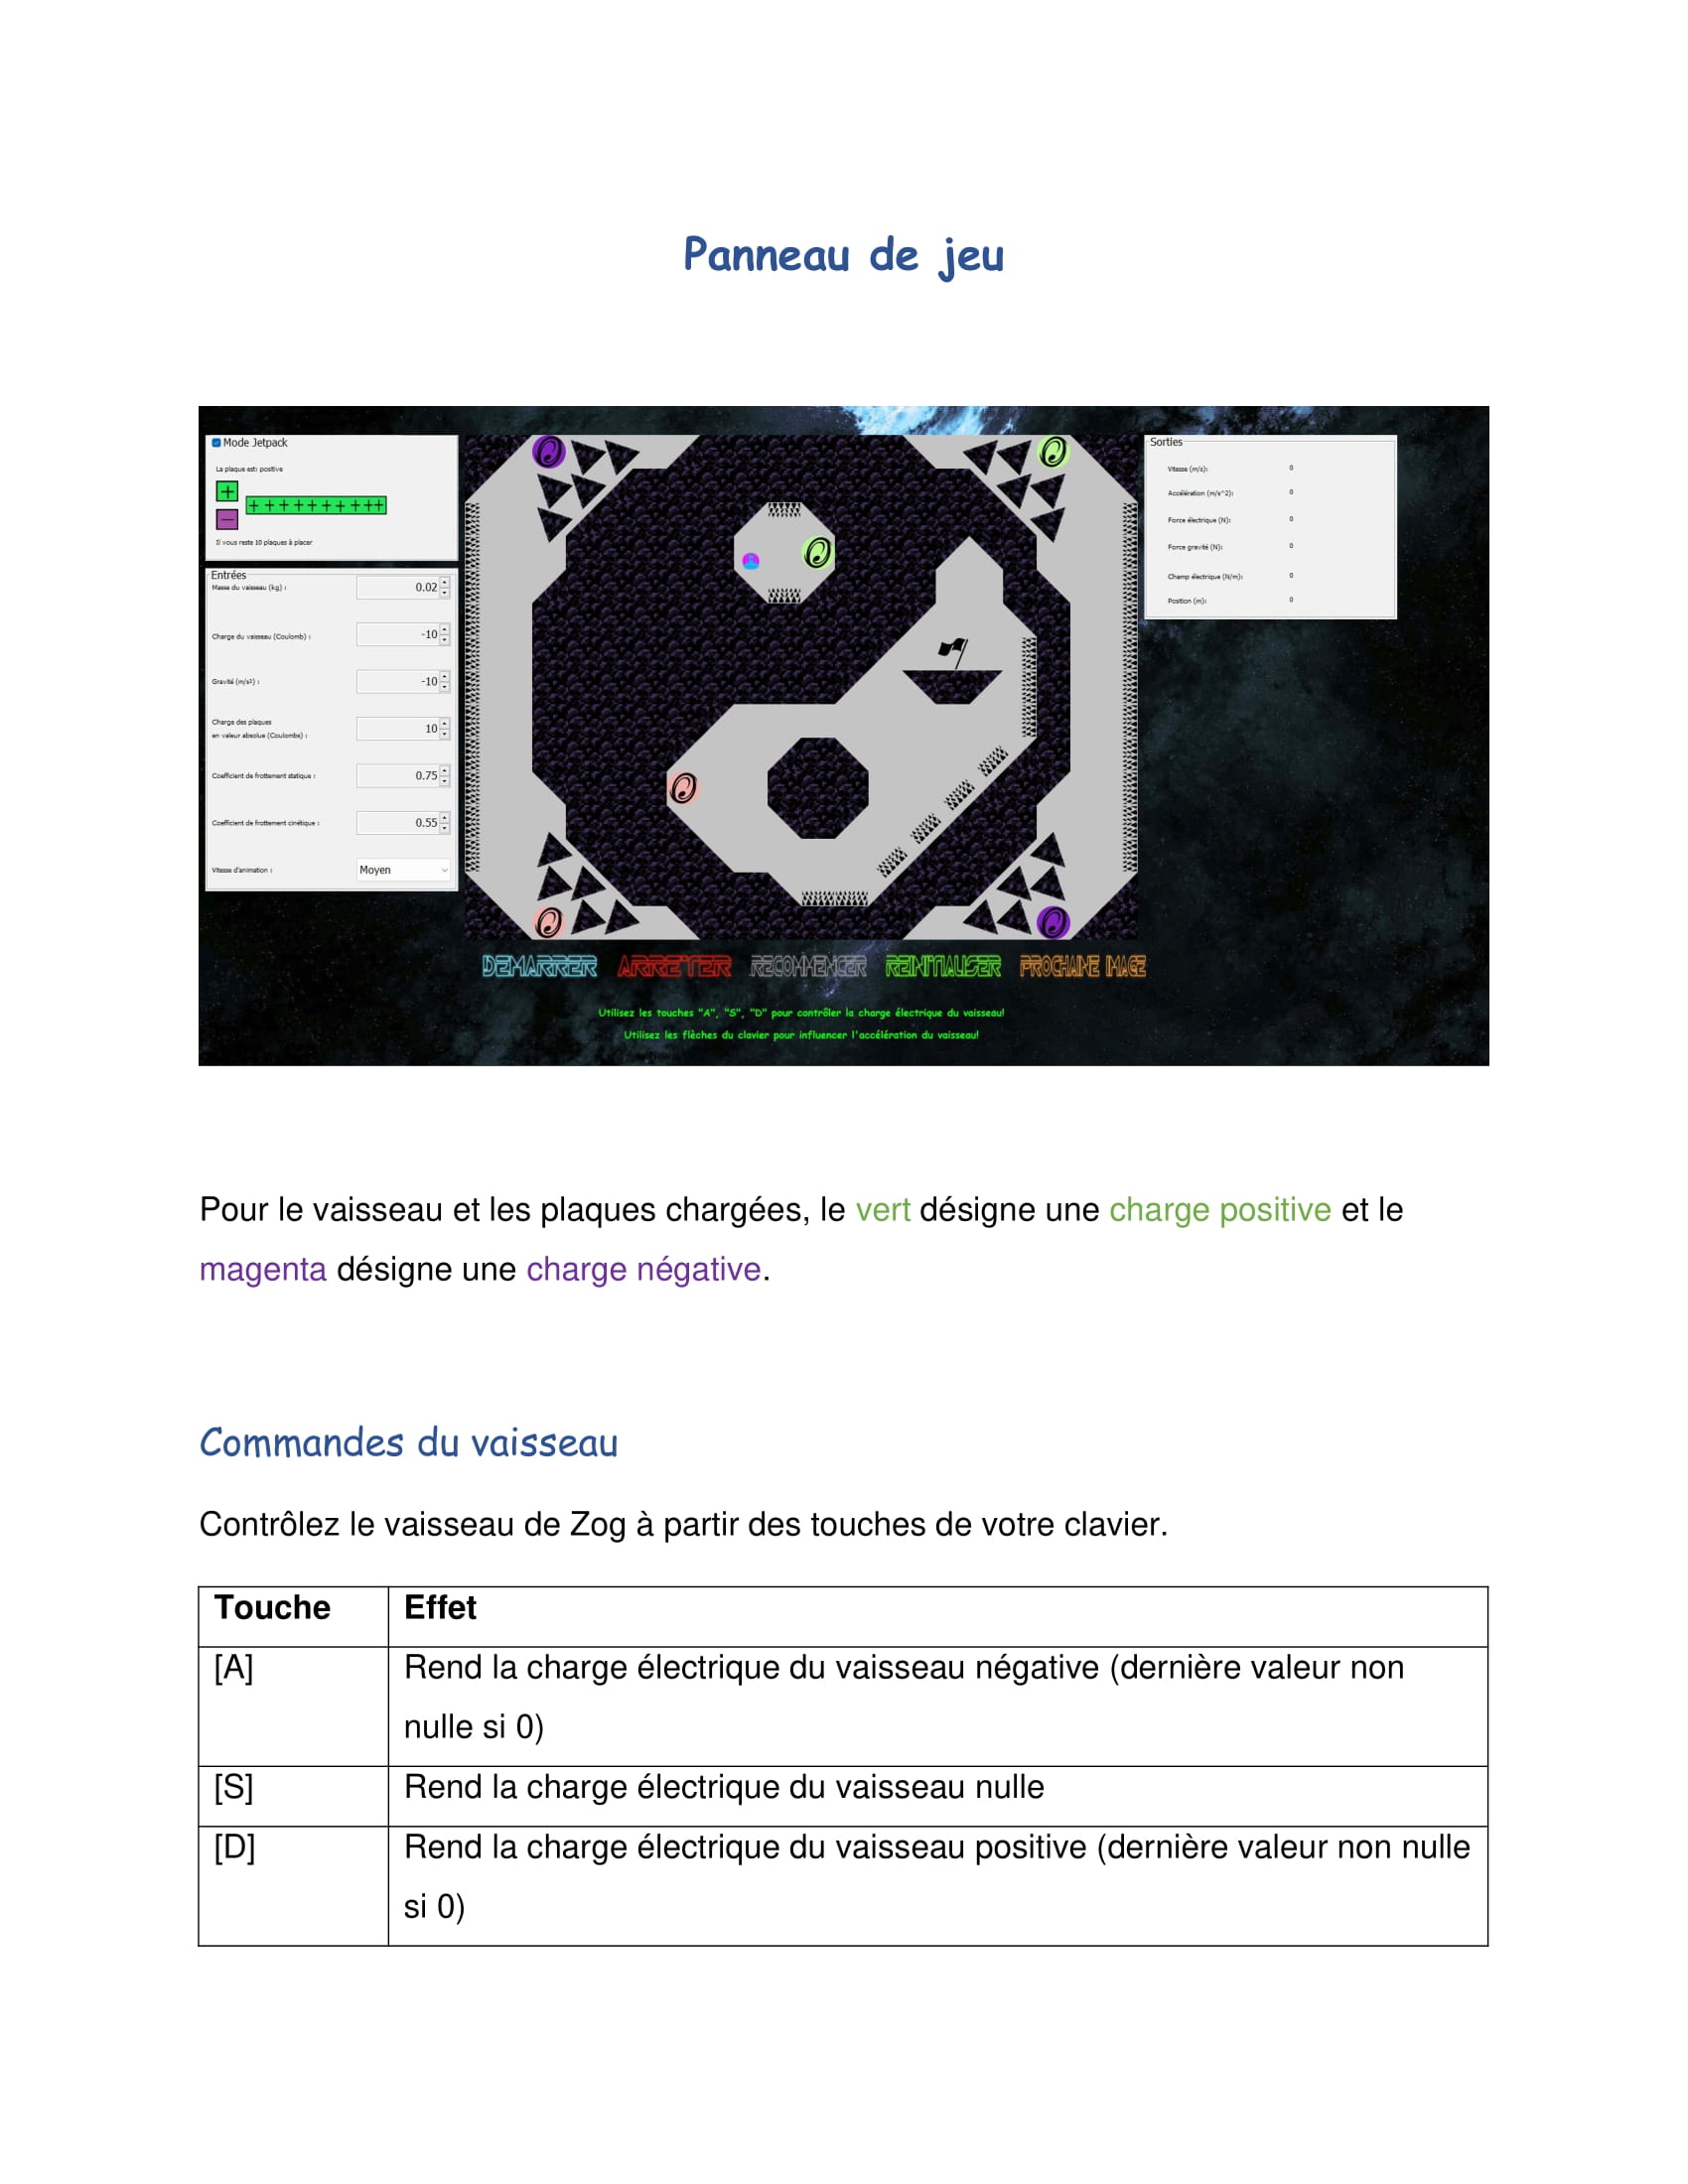 Panneau de jeu
Mode Jetpack
La plaque est: positive
+
+ + + + + + + + ++
—
Il vous reste 10 plaques à placer
Entrées
Masse du vaisseau (kg) : 0.02
Charge du vaisseau (Coulomb) : -10
Gravité (m/s²) : -10
Charge des plaques
en valeur absolue (Coulombs) : 10
Coefficient de frottement statique : 0.75
Coefficient de frottement cinétique : 0.55
Vitesse d'animation : Moyen
Sorties
Vitesse (m/s): 0
Accélération (m/s^2): 0
Force électrique (N): 0
Force gravité (N): 0
Champ électrique (N/m): 0
Position (m): 0
DEMARRER ARRETER RECOMMENCER REINITIALISER PROCHAINE IMAGE
Utilisez les touches "A", "S", "D" pour contrôler la charge électrique du vaisseau!
Utilisez les flèches du clavier pour influencer l'accélération du vaisseau!
Pour le vaisseau et les plaques chargées, le vert désigne une charge positive et le
magenta désigne une charge négative.
Commandes du vaisseau
Contrôlez le vaisseau de Zog à partir des touches de votre clavier.
Touche Effet
[A] Rend la charge électrique du vaisseau négative (dernière valeur non
nulle si 0)
[S] Rend la charge électrique du vaisseau nulle
[D] Rend la charge électrique du vaisseau positive (dernière valeur non nulle
si 0)